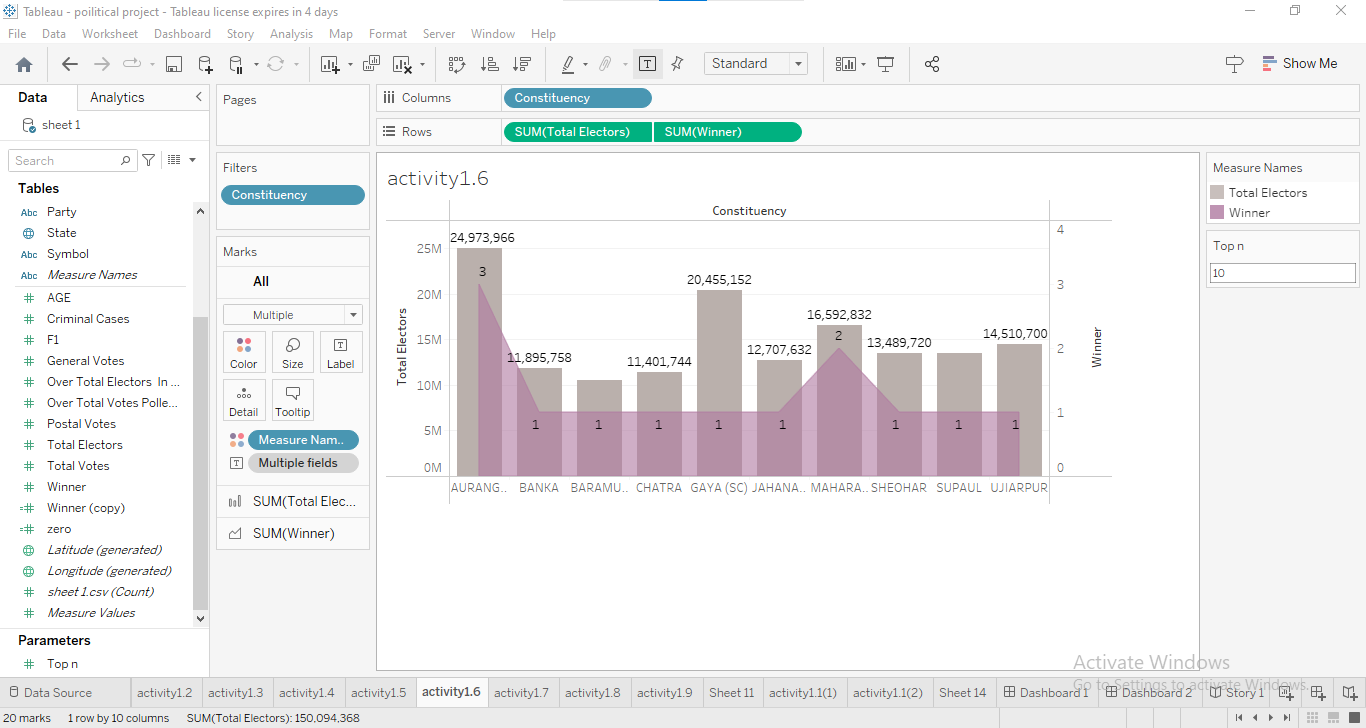 Tableau - poilitical project - Tableau license expires in 4 days
File Data Worksheet Dashboard Story Analysis Map Format Server Window Help
Standard
Show Me
Data Analytics
sheet 1
Search
Tables
Abc Party
State
Abc Symbol
Abc Measure Names
AGE
Criminal Cases
F1
General Votes
Over Total Electors In ...
Over Total Votes Polle...
Postal Votes
Total Electors
Total Votes
Winner
Winner (copy)
zero
Latitude (generated)
Longitude (generated)
sheet 1.csv (Count)
Measure Values
Parameters
Top n
Pages
Filters
Constituency
Marks
All
Multiple
Color Size Label
Detail Tooltip
Measure Nam..
Multiple fields
SUM(Total Elec...
SUM(Winner)
Columns Constituency
Rows SUM(Total Electors) SUM(Winner)
activity1.6
Constituency
Total Electors
25M
20M
15M
10M
5M
0M
24,973,966
11,895,758
11,401,744
20,455,152
12,707,632
16,592,832
13,489,720
14,510,700
3 1 1 1 1 1 2 1 1 1
4
3
2
1
0
Winner
AURANG.. BANKA BARAMU.. CHATRA GAYA (SC) JAHANA.. MAHARA.. SHEOHAR SUPAUL UJIARPUR
Measure Names
Total Electors
Winner
Top n
10
Activate Windows
Go to Settings to activate Windows.
Data Source activity1.2 activity1.3 activity1.4 activity1.5 activity1.6 activity1.7 activity1.8 activity1.9 Sheet 11 activity1.1(1) activity1.1(2) Sheet 14 Dashboard 1 Dashboard 2 Story 1
20 marks 1 row by 10 columns SUM(Total Electors): 150,094,368